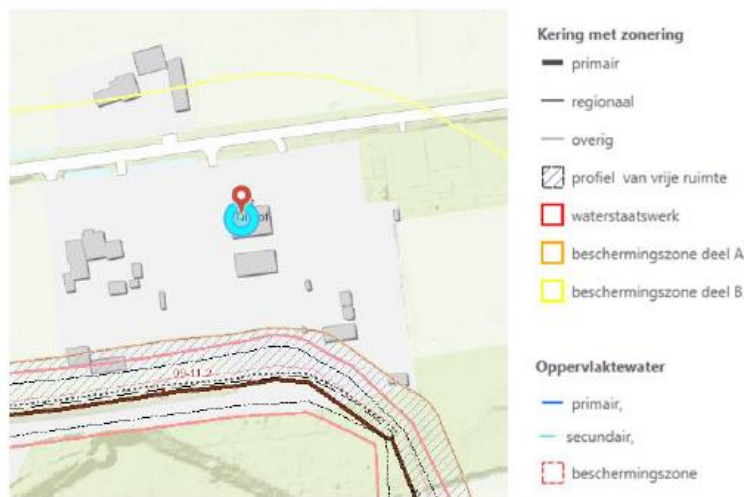 Kering met zonering
primair
regionaal
overig
profiel van vrije ruimte
waterstaatswerk
beschermingszone deel A
beschermingszone deel B
Oppervlaktewater
primair,
secundair,
beschermingszone